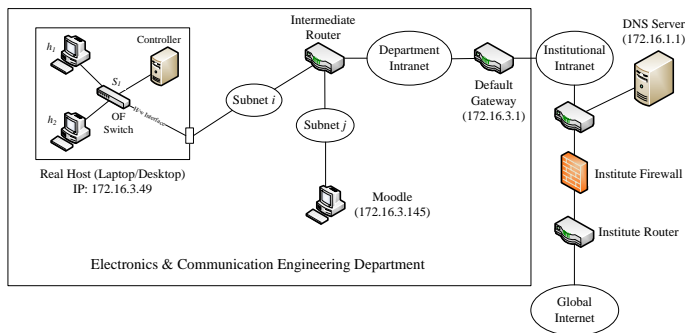 h1
h2
S1
Controller
OF
Switch
H/w Interface
Real Host (Laptop/Desktop)
IP: 172.16.3.49
Subnet i
Intermediate
Router
Subnet j
Moodle
(172.16.3.145)
Department
Intranet
Default
Gateway
(172.16.3.1)
Electronics & Communication Engineering Department
Institutional
Intranet
DNS Server
(172.16.1.1)
Institute Firewall
Institute Router
Global
Internet